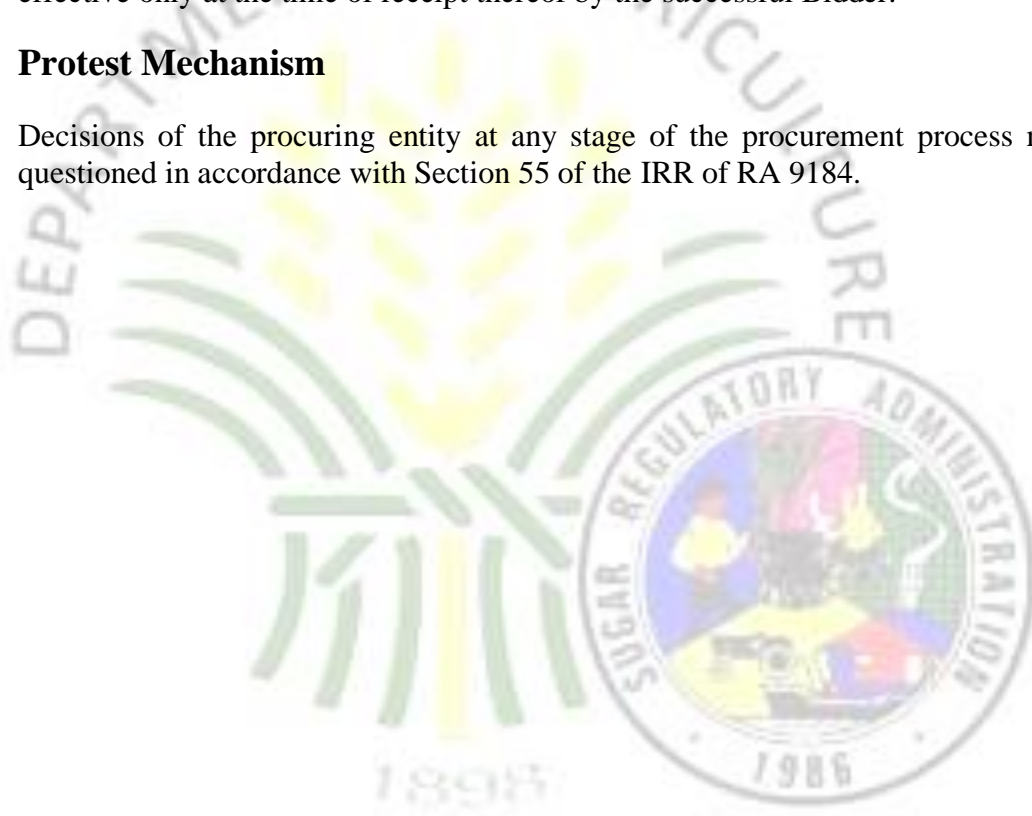 effective only at the time of receipt thereof by the successful Bidder.
Protest Mechanism
Decisions of the procuring entity at any stage of the procurement process
questioned in accordance with Section 55 of the IRR of RA 9184.
SUGAR REGULATORY ADMINISTRATION
1986
1898